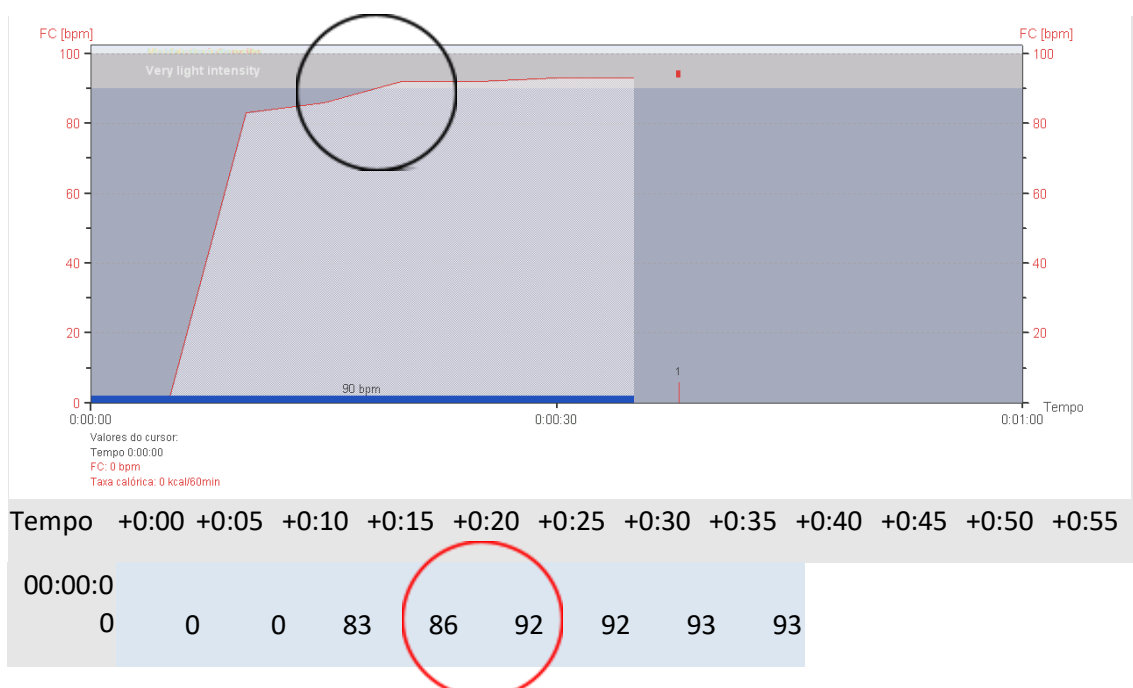 FC [bpm] FC [bpm]
100 100
Very light intensity
80 80
60 60
40 40
20 20
1
90 bpm
0 0
Tempo
0:00:00 0:00:30 0:01:00
Valores do cursor:
Tempo 0:00:00
FC: 0 bpm
Taxa calórica: 0 kcal/60min
Tempo +0:00 +0:05 +0:10 +0:15 +0:20 +0:25 +0:30 +0:35 +0:40 +0:45 +0:50 +0:55
00:00:0
0 0 0 83 86 92 92 93 93